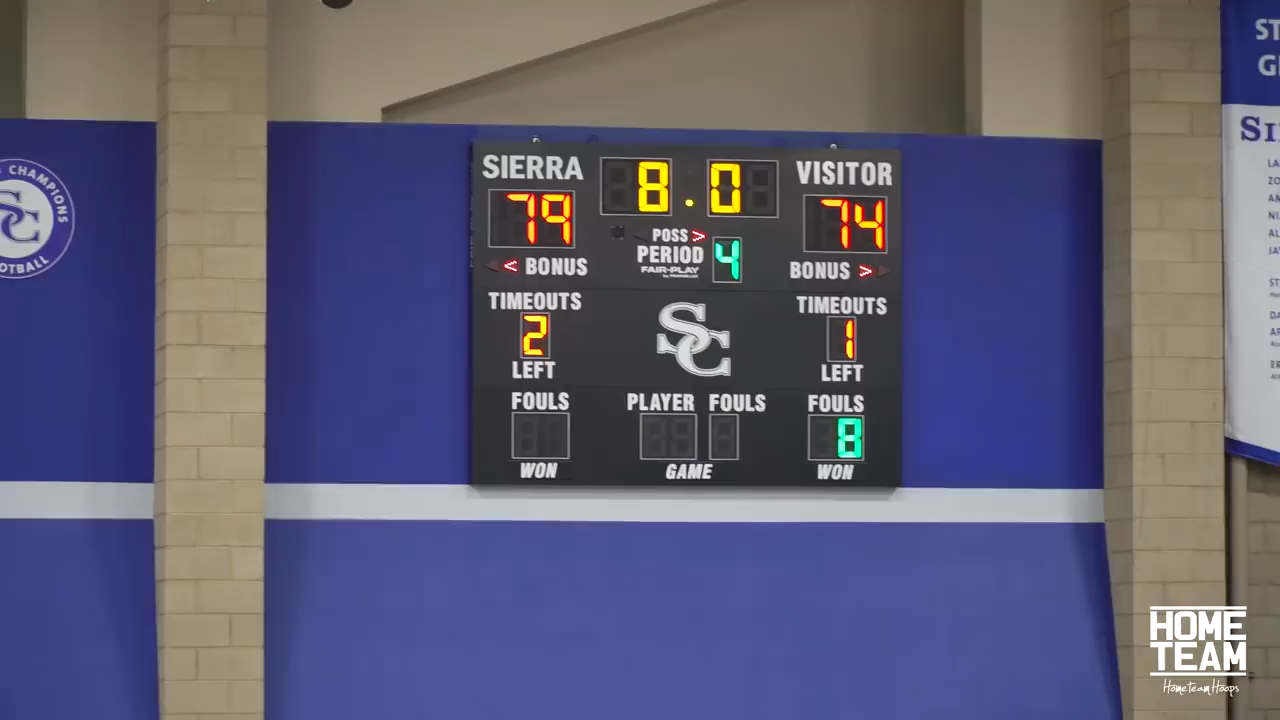 CHAMPIONS
SC
FOOTBALL
SIERRA
8.0
VISITOR
79
74
POSS >
PERIOD 4
FAIR-PLAY
< BONUS
BONUS >
TIMEOUTS
2
LEFT
TIMEOUTS
1
LEFT
SC
FOULS
PLAYER FOULS
FOULS
8
WON
GAME
WON
HOME
TEAM
HometeamHoops